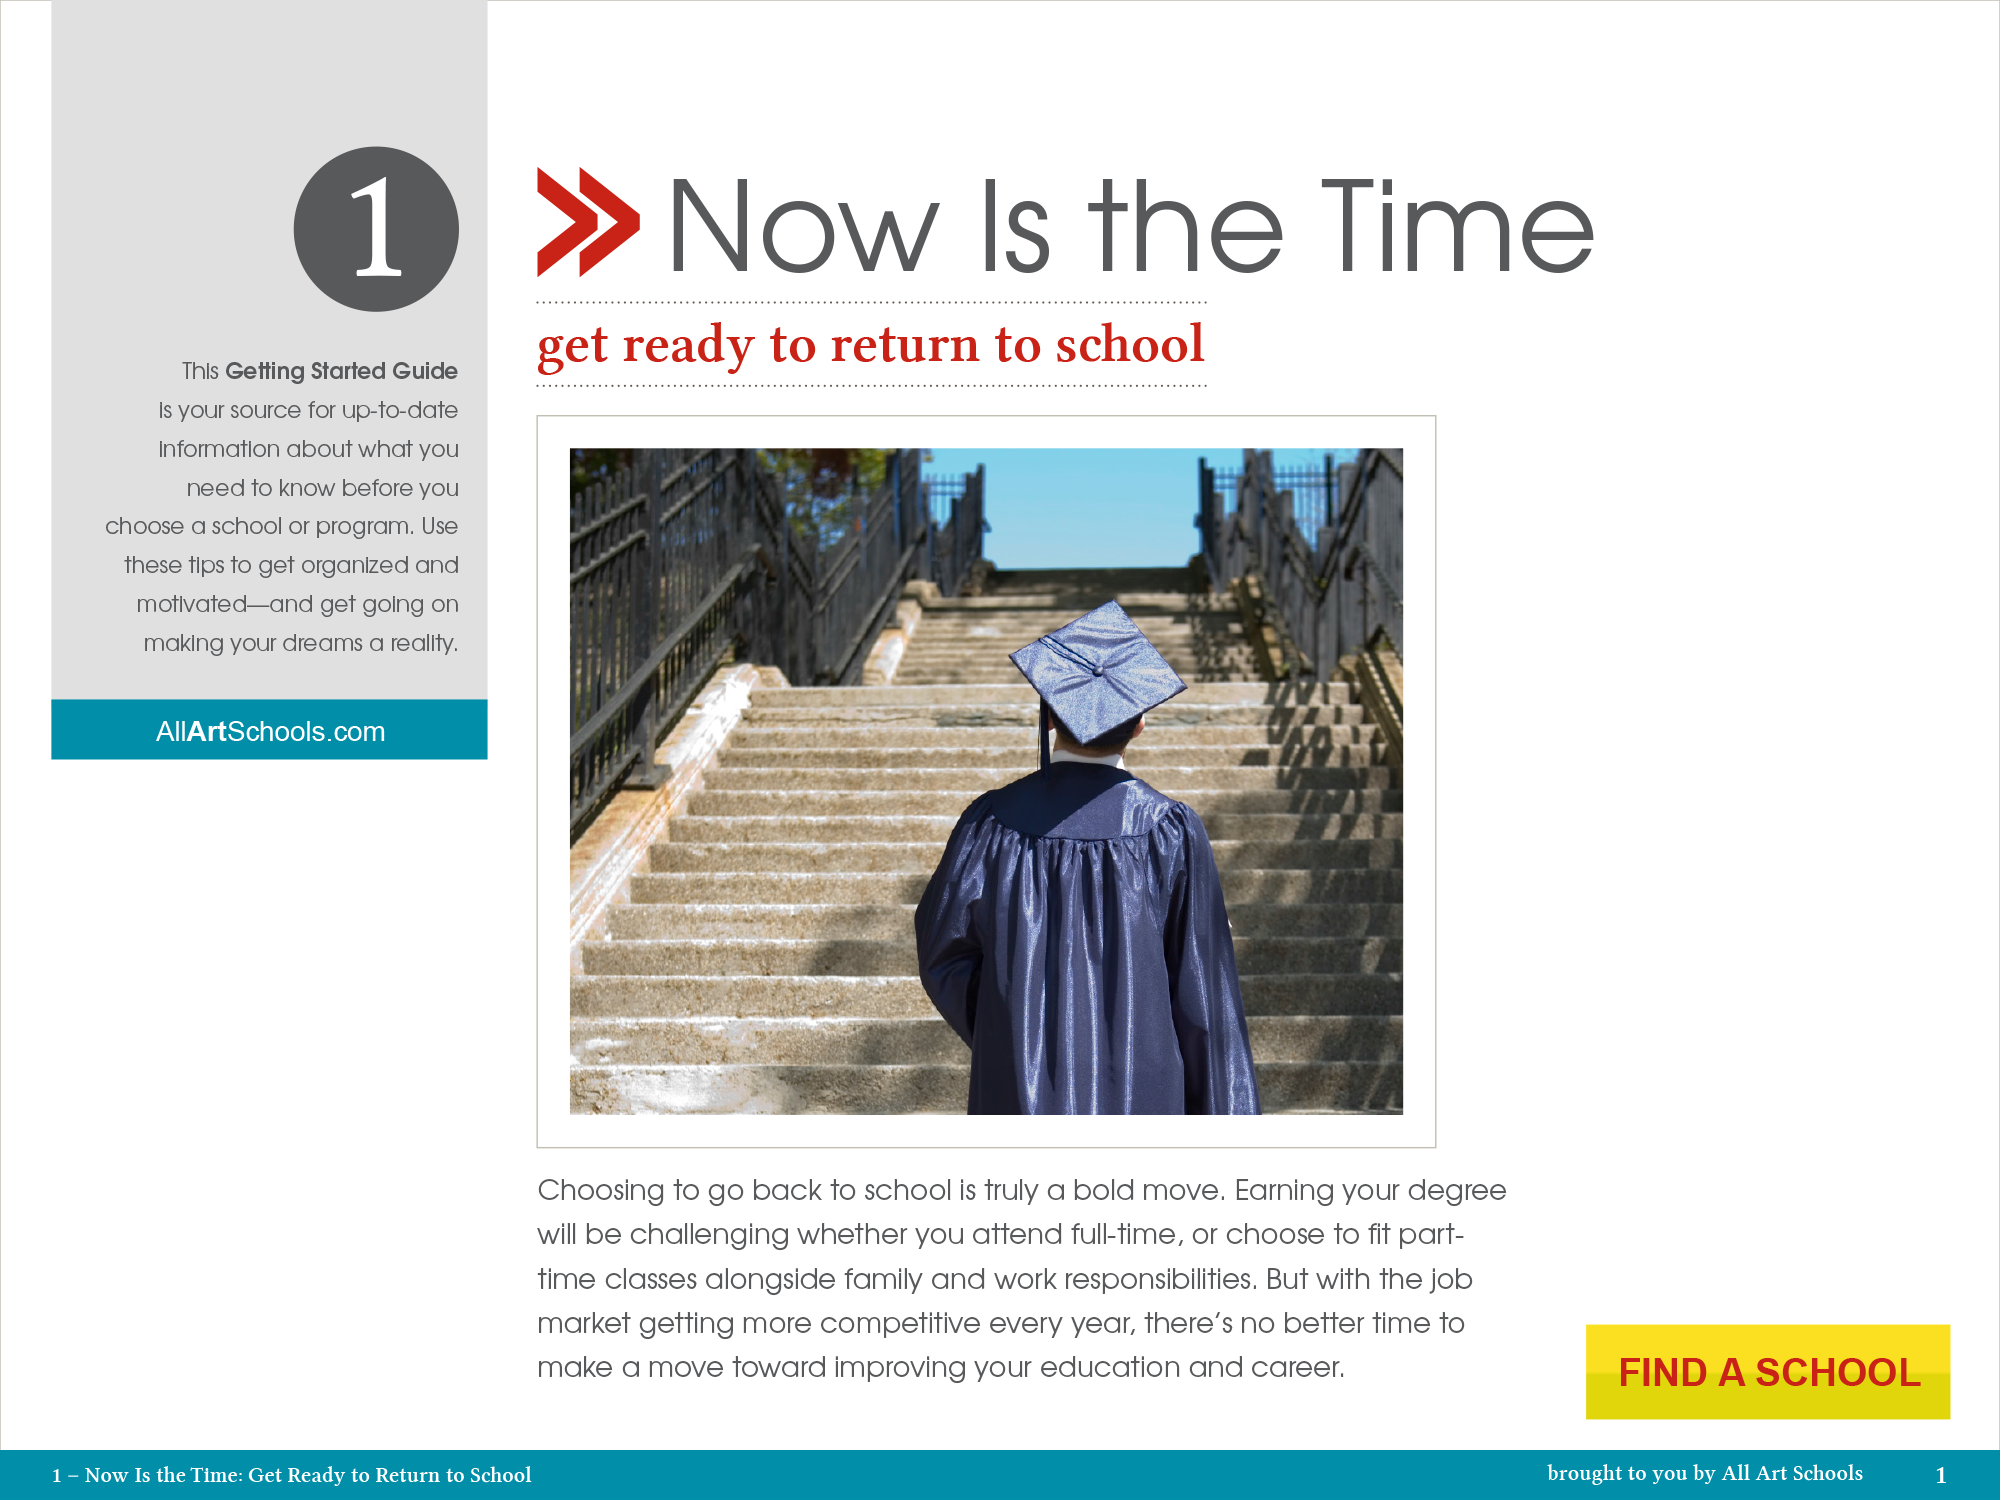 1
This Getting Started Guide
is your source for up-to-date
information about what you
need to know before you
choose a school or program. Use
these tips to get organized and
motivated—and get going on
making your dreams a reality.
AllArtSchools.com
Now Is the Time
get ready to return to school
Choosing to go back to school is truly a bold move. Earning your degree
will be challenging whether you attend full-time, or choose to fit part-
time classes alongside family and work responsibilities. But with the job
market getting more competitive every year, there’s no better time to
make a move toward improving your education and career.
FIND A SCHOOL
1 – Now Is the Time: Get Ready to Return to School
brought to you by All Art Schools 1